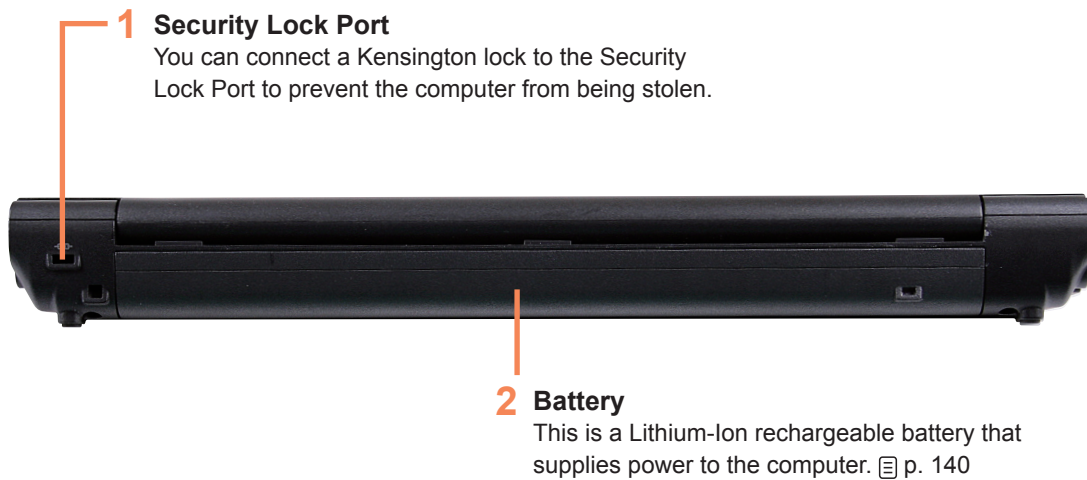 1 Security Lock Port
You can connect a Kensington lock to the Security
Lock Port to prevent the computer from being stolen.
2 Battery
This is a Lithium-Ion rechargeable battery that
supplies power to the computer. p. 140